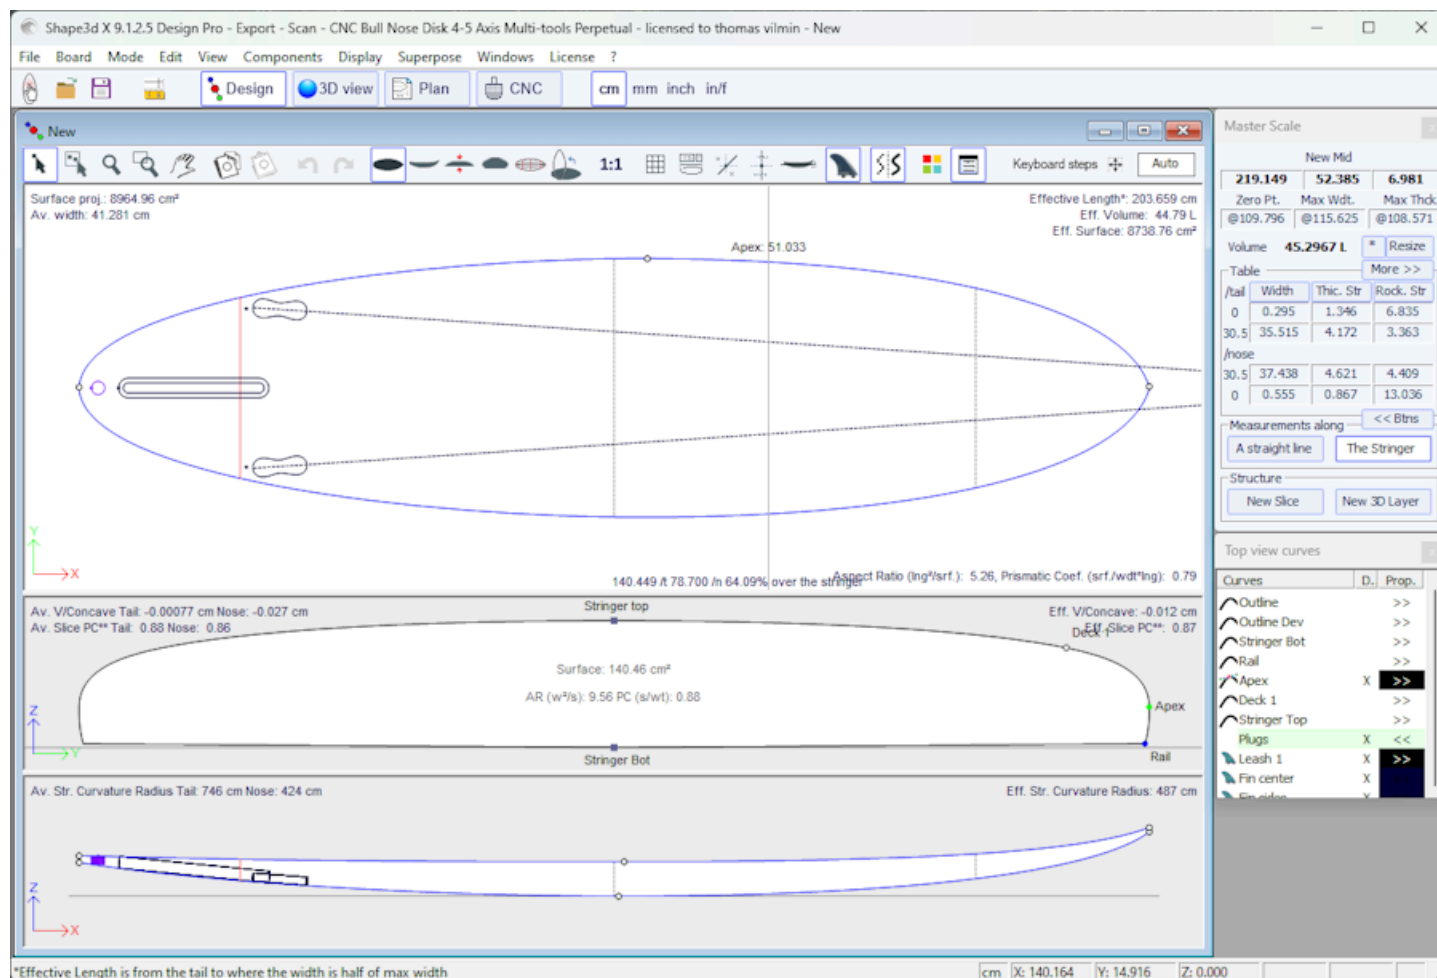 Shape3d X 9.1.2.5 Design Pro - Export - Scan - CNC Bull Nose Disk 4-5 Axis Multi-tools Perpetual - licensed to thomas vilmin - New
File Board Mode Edit View Components Display Superpose Windows License ?
Design 3D view Plan CNC cm mm inch in/f
New
1:1 Keyboard steps Auto
Surface proj.: 8964.96 cm²
Av. width: 41.281 cm
Effective Length*: 203.659 cm
Eff. Volume: 44.79 L
Eff. Surface: 8738.76 cm²
Apex: 51.033
Y
X
140.449 /t 78.700 /n 64.09% over the stringer
Aspect Ratio (lng²/srf.): 5.26, Prismatic Coef. (srf./wdt*lng): 0.79
Av. V/Concave Tail: -0.00077 cm Nose: -0.027 cm
Av. Slice PC** Tail: 0.88 Nose: 0.86
Stringer top
Eff. V/Concave: -0.012 cm
Eff. Slice PC**: 0.87
Deck 1
Surface: 140.46 cm²
AR (w²/s): 9.56 PC (s/wt): 0.88
Apex
Z
Y
Stringer Bot
Rail
Av. Str. Curvature Radius Tail: 746 cm Nose: 424 cm
Eff. Str. Curvature Radius: 487 cm
Z
X
Master Scale
New Mid
219.149 52.385 6.981
Zero Pt. Max Wdt. Max Thck
@109.796 @115.625 @108.571
Volume 45.2967 L * Resize
Table More >>
/tail Width Thic. Str Rock. Str
0 0.295 1.346 6.835
30.5 35.515 4.172 3.363
/nose
30.5 37.438 4.621 4.409
0 0.555 0.867 13.036
<< Btns
Measurements along
A straight line The Stringer
Structure
New Slice New 3D Layer
Top view curves
Curves D. Prop.
Outline >>
Outline Dev >>
Stringer Bot >>
Rail >>
Apex X >>
Deck 1 >>
Stringer Top >>
Plugs X <<
Leash 1 X >>
Fin center X
Fin sides X
*Effective Length is from the tail to where the width is half of max width
cm X: 140.164 Y: 14.916 Z: 0.000